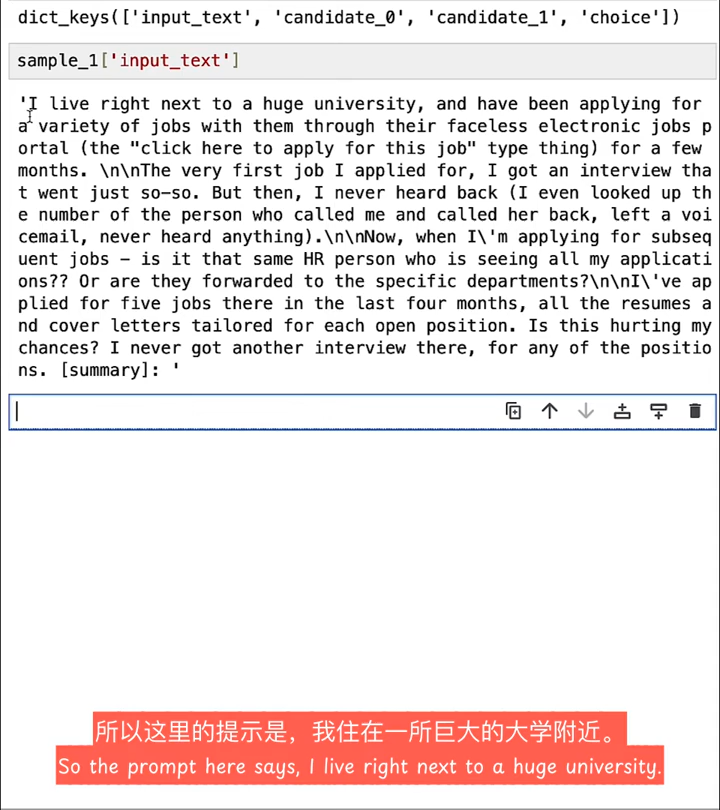 dict_keys(['input_text', 'candidate_0', 'candidate_1', 'choice'])
sample_1['input_text']
'I live right next to a huge university, and have been applying for
a variety of jobs with them through their faceless electronic jobs p
ortal (the "click here to apply for this job" type thing) for a few
months. \n\nThe very first job I applied for, I got an interview tha
t went just so-so. But then, I never heard back (I even looked up th
e number of the person who called me and called her back, left a voi
cemail, never heard anything).\n\nNow, when I\'m applying for subseq
uent jobs - is it that same HR person who is seeing all my applicati
ons?? Or are they forwarded to the specific departments?\n\nI\'ve ap
plied for five jobs there in the last four months, all the resumes a
nd cover letters tailored for each open position. Is this hurting my
chances? I never got another interview there, for any of the positio
ns. [summary]: '
所以这里的提示是，我住在一所巨大的大学附近。
So the prompt here says, I live right next to a huge university.